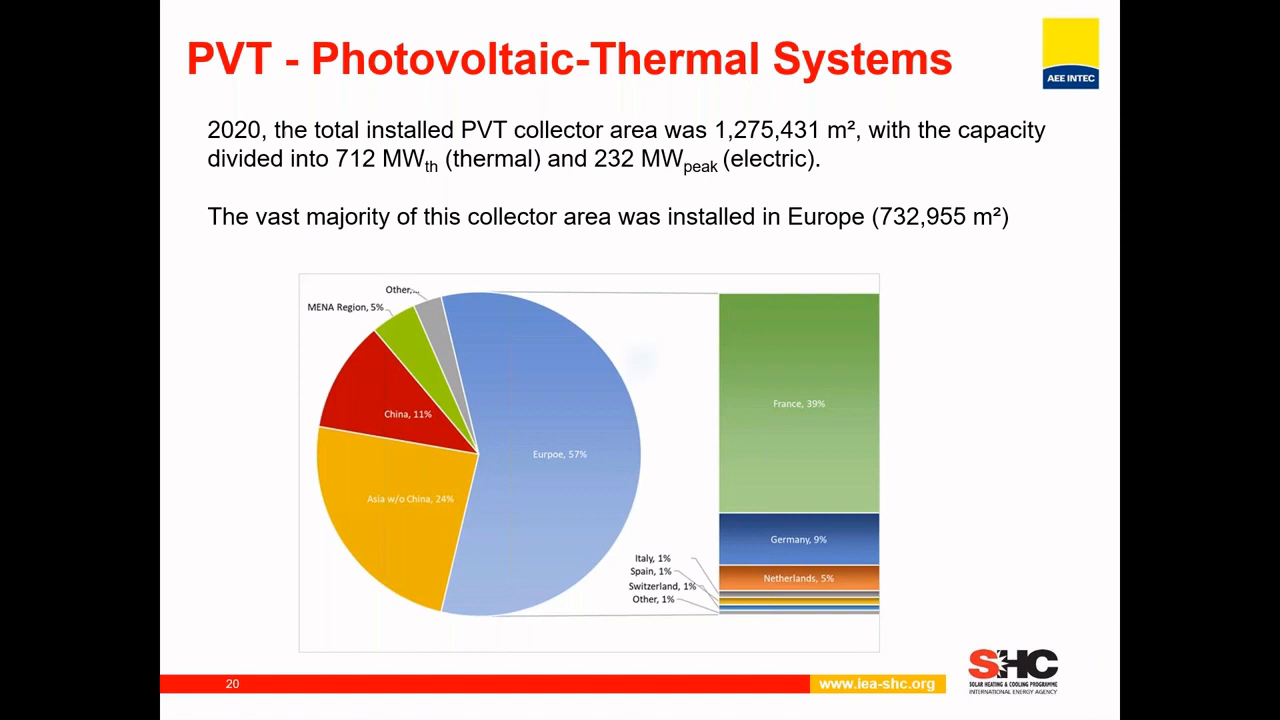 PVT - Photovoltaic-Thermal Systems
AEE INTEC
2020, the total installed PVT collector area was 1,275,431 m², with the capacity
divided into 712 MWth (thermal) and 232 MWpeak (electric).
The vast majority of this collector area was installed in Europe (732,955 m²)
Other,...
MENA Region, 5%
China, 11%
Asia w/o China, 24%
Eurpoe, 57%
France, 39%
Germany, 9%
Netherlands, 5%
Italy, 1%
Spain, 1%
Switzerland, 1%
Other, 1%
20
www.iea-shc.org
SHC
SOLAR HEATING & COOLING PROGRAMME
INTERNATIONAL ENERGY AGENCY